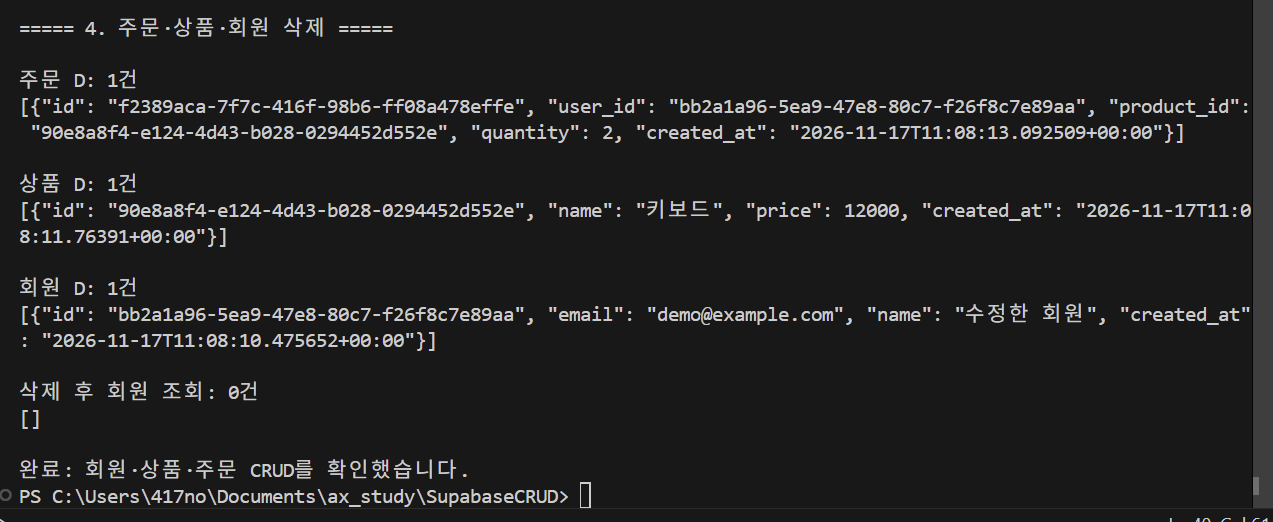 ===== 4. 주문·상품·회원 삭제 =====
주문 D: 1건
[{"id": "f2389aca-7f7c-416f-98b6-ff08a478effe", "user_id": "bb2a1a96-5ea9-47e8-80c7-f26f8c7e89aa", "product_id":
"90e8a8f4-e124-4d43-b028-0294452d552e", "quantity": 2, "created_at": "2026-11-17T11:08:13.092509+00:00"}]
상품 D: 1건
[{"id": "90e8a8f4-e124-4d43-b028-0294452d552e", "name": "키보드", "price": 12000, "created_at": "2026-11-17T11:0
8:11.76391+00:00"}]
회원 D: 1건
[{"id": "bb2a1a96-5ea9-47e8-80c7-f26f8c7e89aa", "email": "demo@example.com", "name": "수정한 회원", "created_at"
: "2026-11-17T11:08:10.475652+00:00"}]
삭제 후 회원 조회: 0건
[]
완료: 회원·상품·주문 CRUD를 확인했습니다.
PS C:\Users\417no\Documents\ax_study\SupabaseCRUD>